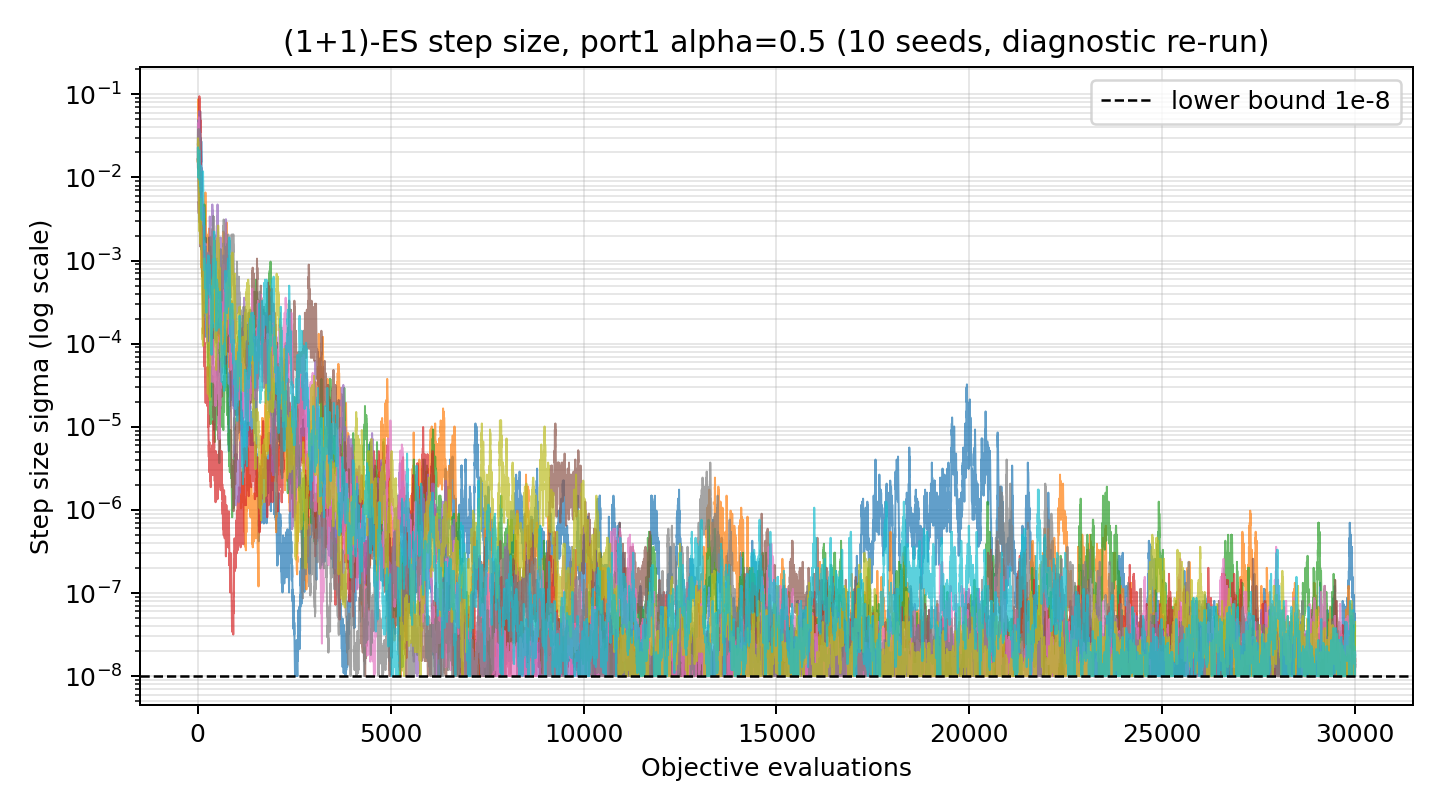 (1+1)-ES step size, port1 alpha=0.5 (10 seeds, diagnostic re-run)
lower bound 1e-8
Step size sigma (log scale)
10⁻¹
10⁻²
10⁻³
10⁻⁴
10⁻⁵
10⁻⁶
10⁻⁷
10⁻⁸
0 5000 10000 15000 20000 25000 30000
Objective evaluations